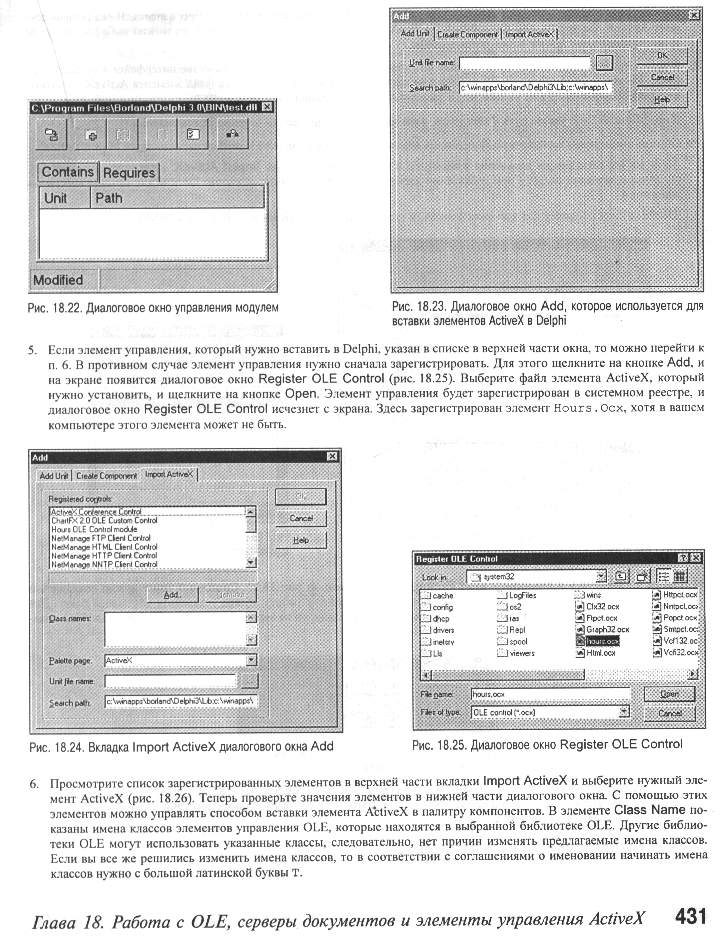 C:\Program Files\Borland\Delphi 3.0\BIN\test.dll
Contains Requires
Unit Path
Modified
Рис. 18.22. Диалоговое окно управления модулем
Add
Add Unit Create Component Import ActiveX
Unit file name:
OK
Search path: c:\winapps\borland\Delphi3\Lib;c:\winapps\
Cancel
Help
Рис. 18.23. Диалоговое окно Add, которое используется для
вставки элементов ActiveX в Delphi
5. Если элемент управления, который нужно вставить в Delphi, указан в списке в верхней части окна, то можно перейти к
п. 6. В противном случае элемент управления нужно сначала зарегистрировать. Для этого щелкните на кнопке Add, и
на экране появится диалоговое окно Register OLE Control (рис. 18.25). Выберите файл элемента ActiveX, который
нужно установить, и щелкните на кнопке Open. Элемент управления будет зарегистрирован в системном реестре, и
диалоговое окно Register OLE Control исчезнет с экрана. Здесь зарегистрирован элемент Hours.Ocx, хотя в вашем
компьютере этого элемента может не быть.
Add
Add Unit Create Component Import ActiveX
Registered controls:
ActiveX Conference Control
ChartFX 2.0 OLE Custom Control
Hours OLE Control module
NetManage FTP Client Control
NetManage HTML Client Control
NetManage HTTP Client Control
NetManage NNTP Client Control
OK
Cancel
Help
Add...
Class names:
Palette page: ActiveX
Unit file name:
Search path: c:\winapps\borland\Delphi3\Lib;c:\winapps\
Рис. 18.24. Вкладка Import ActiveX диалогового окна Add
Register OLE Control
Look in: system32
cache LogFiles wins Httpct.ocx
config os2 Clx32.ocx Nntpct.ocx
dhcp ras Ftpct.ocx Popct.ocx
drivers Repl Graph32.ocx Smtpct.ocx
inetsrv spool hours.ocx Vcf132.ocx
Lls viewers Html.ocx Vcfi32.ocx
File name: hours.ocx Open
Files of type: OLE control (*.ocx) Cancel
Рис. 18.25. Диалоговое окно Register OLE Control
6. Просмотрите список зарегистрированных элементов в верхней части вкладки Import ActiveX и выберите нужный эле-
мент ActiveX (рис. 18.26). Теперь проверьте значения элементов в нижней части диалогового окна. С помощью этих
элементов можно управлять способом вставки элемента ActiveX в палитру компонентов. В элементе Class Name по-
казаны имена классов элементов управления OLE, которые находятся в выбранной библиотеке OLE. Другие библио-
теки OLE могут использовать указанные классы, следовательно, нет причин изменять предлагаемые имена классов.
Если вы все же решились изменить имена классов, то в соответствии с соглашениями о именовании начинать имена
классов нужно с большой латинской буквы T.
Глава 18. Работа с OLE, серверы документов и элементы управления ActiveX 431